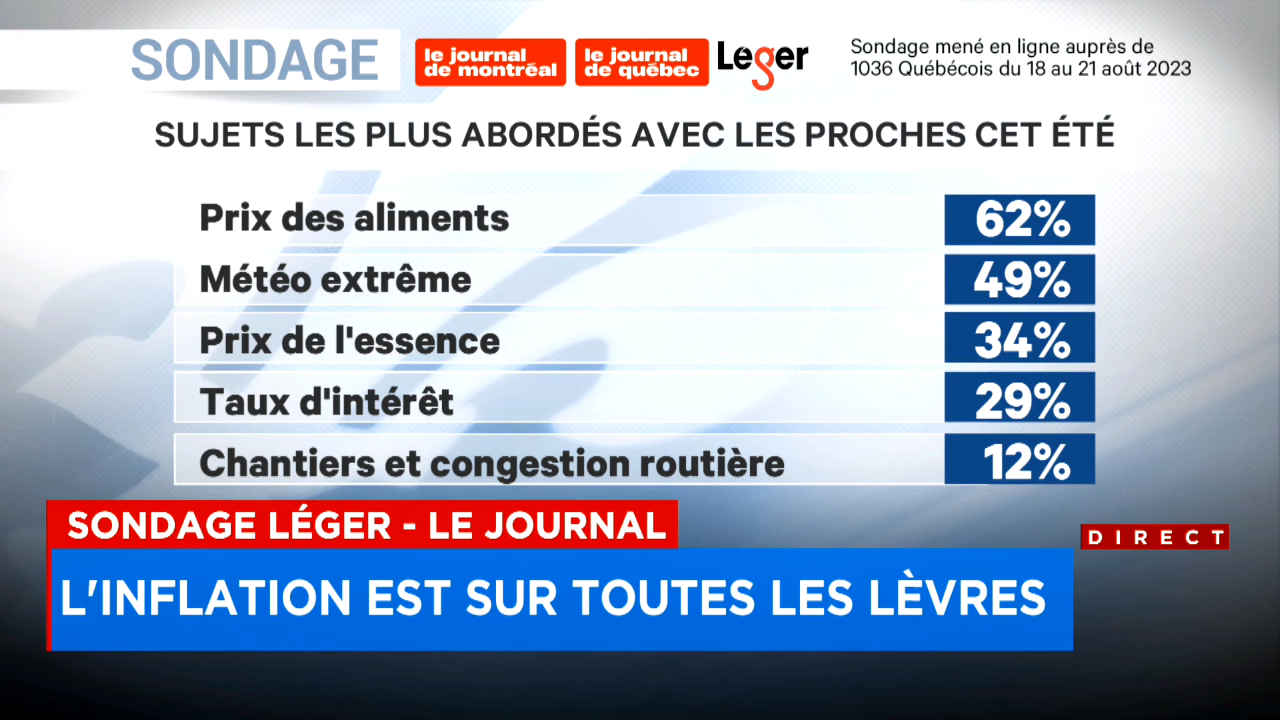 SONDAGE
le journal
de montréal
le journal
de québec
Léger
Sondage mené en ligne auprès de
1036 Québécois du 18 au 21 août 2023
SUJETS LES PLUS ABORDÉS AVEC LES PROCHES CET ÉTÉ
Prix des aliments 62%
Météo extrême 49%
Prix de l'essence 34%
Taux d'intérêt 29%
Chantiers et congestion routière 12%
SONDAGE LÉGER - LE JOURNAL
DIRECT
L'INFLATION EST SUR TOUTES LES LÈVRES